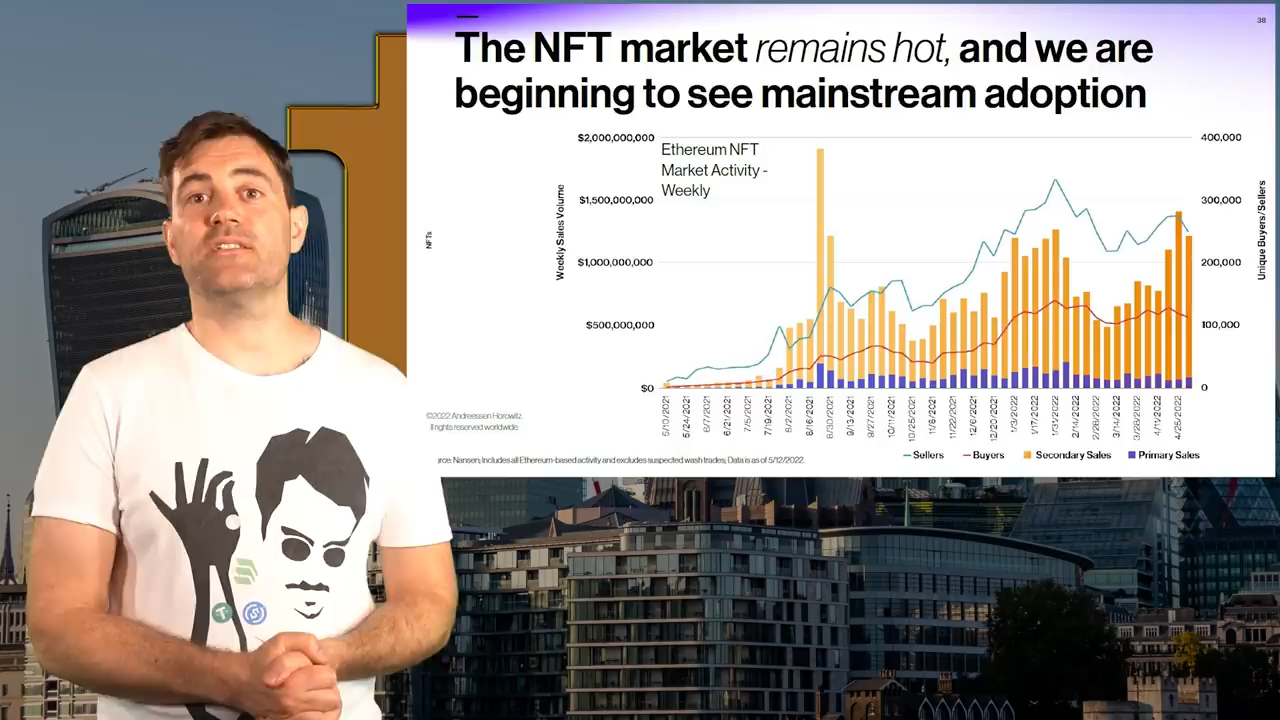 38
The NFT market remains hot, and we are
beginning to see mainstream adoption
NFTs
Ethereum NFT
Market Activity -
Weekly
Weekly Sales Volume
$2,000,000,000
$1,500,000,000
$1,000,000,000
$500,000,000
$0
400,000
300,000
200,000
100,000
0
Unique Buyers/Sellers
5/10/2021
5/24/2021
6/7/2021
6/21/2021
7/5/2021
7/19/2021
8/2/2021
8/16/2021
8/30/2021
9/13/2021
9/27/2021
10/11/2021
10/25/2021
11/8/2021
11/22/2021
12/6/2021
12/20/2021
1/3/2022
1/17/2022
1/31/2022
2/14/2022
2/28/2022
3/14/2022
3/28/2022
4/11/2022
4/25/2022
Sellers
Buyers
Secondary Sales
Primary Sales
©2022 Andreessen Horowitz.
ll rights reserved worldwide.
rce: Nansen; Includes all Ethereum-based activity and excludes suspected wash trades; Data is as of 5/12/2022.